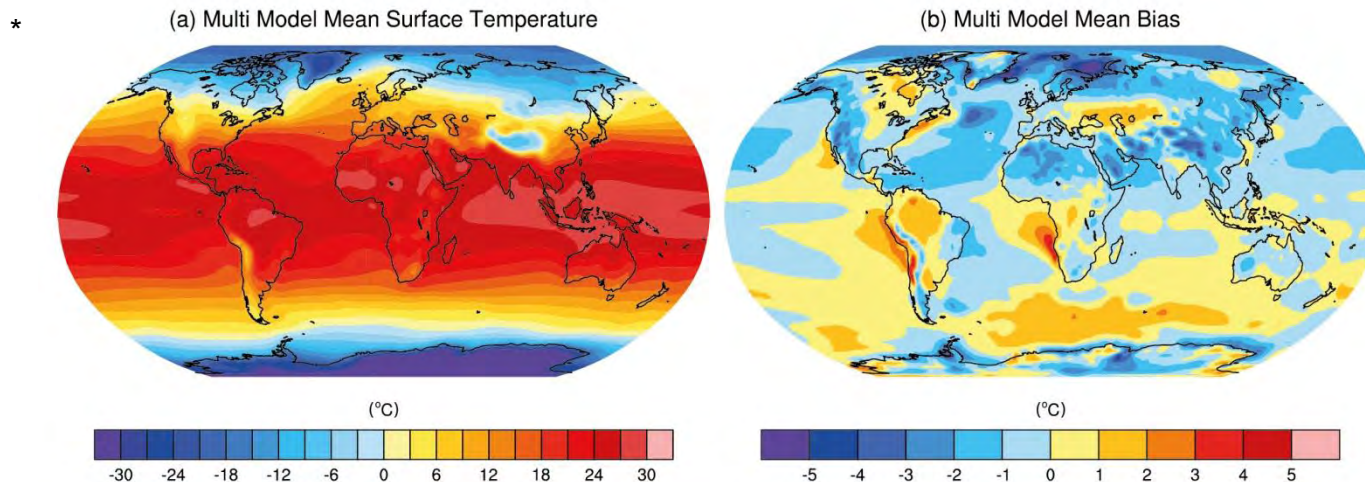 *
(a) Multi Model Mean Surface Temperature
(b) Multi Model Mean Bias
(°C)
-30 -24 -18 -12 -6 0 6 12 18 24 30
(°C)
-5 -4 -3 -2 -1 0 1 2 3 4 5